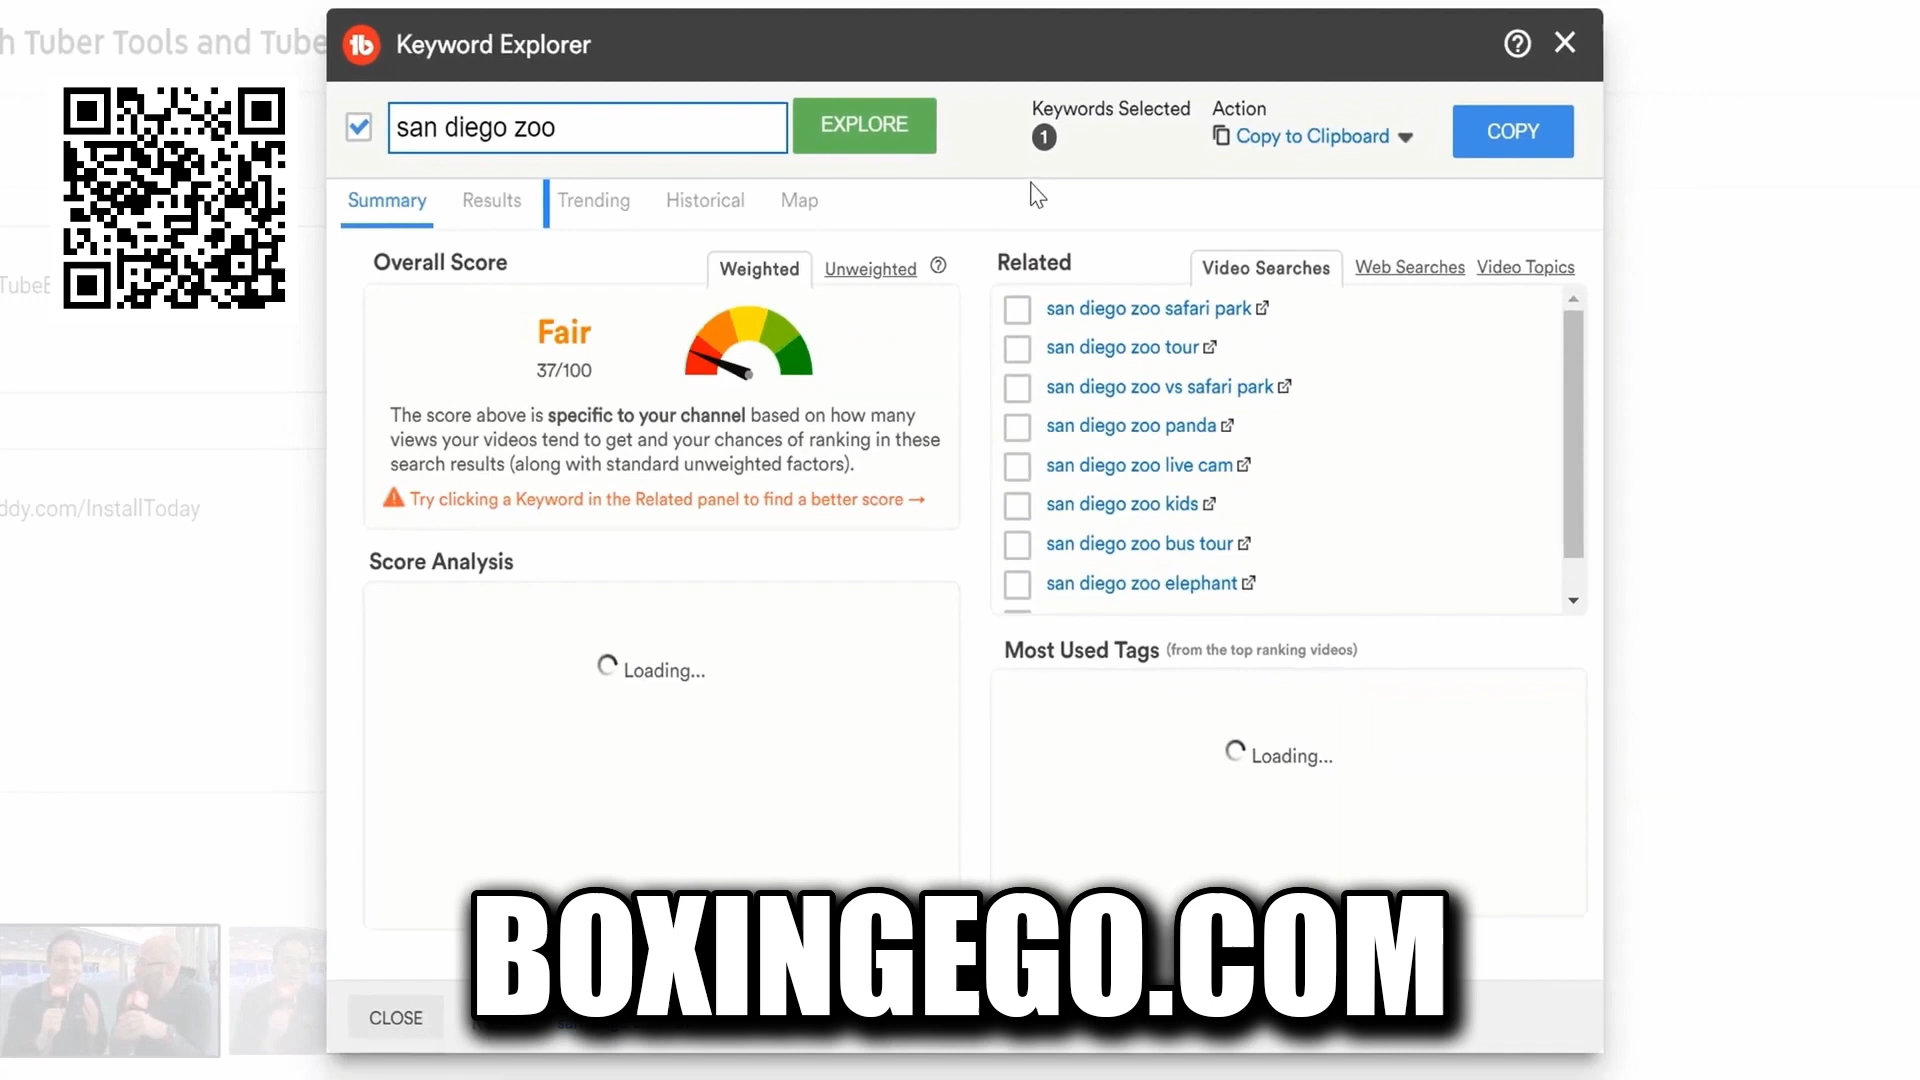 h Tuber Tools and Tube
TubeB
ddy.com/InstallToday
tb Keyword Explorer
san diego zoo
EXPLORE
Keywords Selected
1
Action
Copy to Clipboard
COPY
Summary
Results
Trending
Historical
Map
Overall Score
Weighted
Unweighted
Fair
37/100
The score above is specific to your channel based on how many
views your videos tend to get and your chances of ranking in these
search results (along with standard unweighted factors).
Try clicking a Keyword in the Related panel to find a better score →
Score Analysis
Loading...
Related
Video Searches
Web Searches
Video Topics
san diego zoo safari park
san diego zoo tour
san diego zoo vs safari park
san diego zoo panda
san diego zoo live cam
san diego zoo kids
san diego zoo bus tour
san diego zoo elephant
Most Used Tags (from the top ranking videos)
Loading...
BOXINGEGO.COM
CLOSE